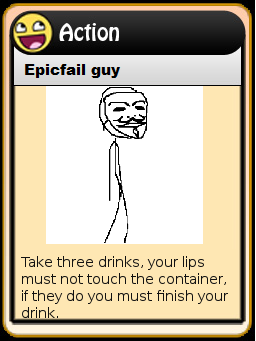 Action
Epicfail guy
Take three drinks, your lips
must not touch the container,
if they do you must finish your
drink.